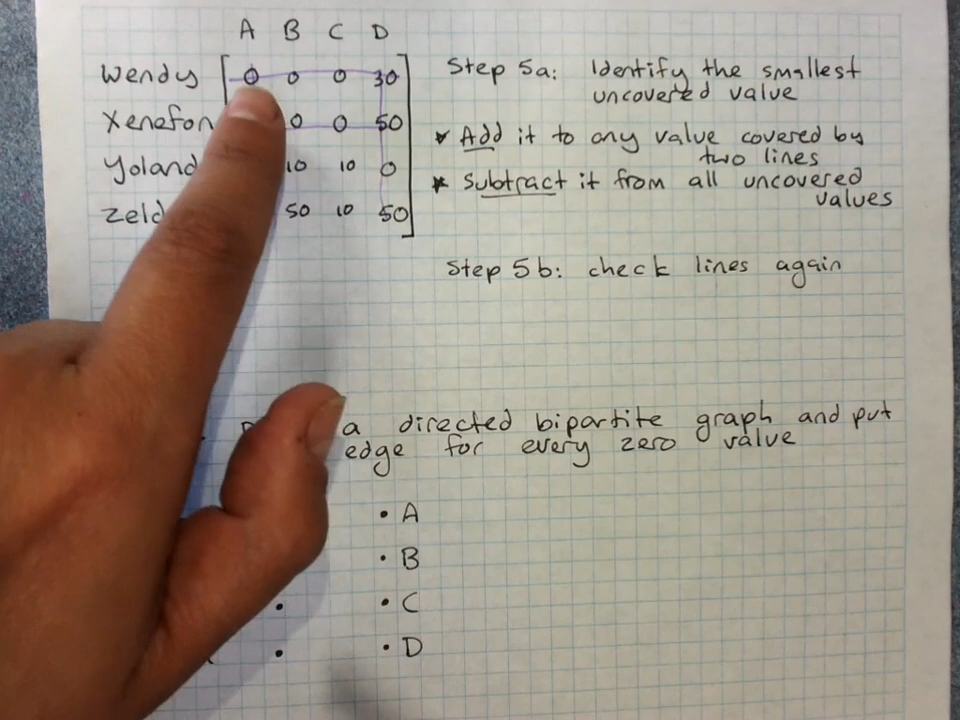 A B C D
Wendy 0 0 0 30
Xenefon 0 0 50
Yoland 10 10 0
Zeld 50 10 50
Step 5a: Identify the smallest
uncovered value
* Add it to any value covered by
two lines
* Subtract it from all uncovered
values
Step 5b: check lines again
a directed bipartite graph and put
edge for every zero value
• A
• B
• C
• D